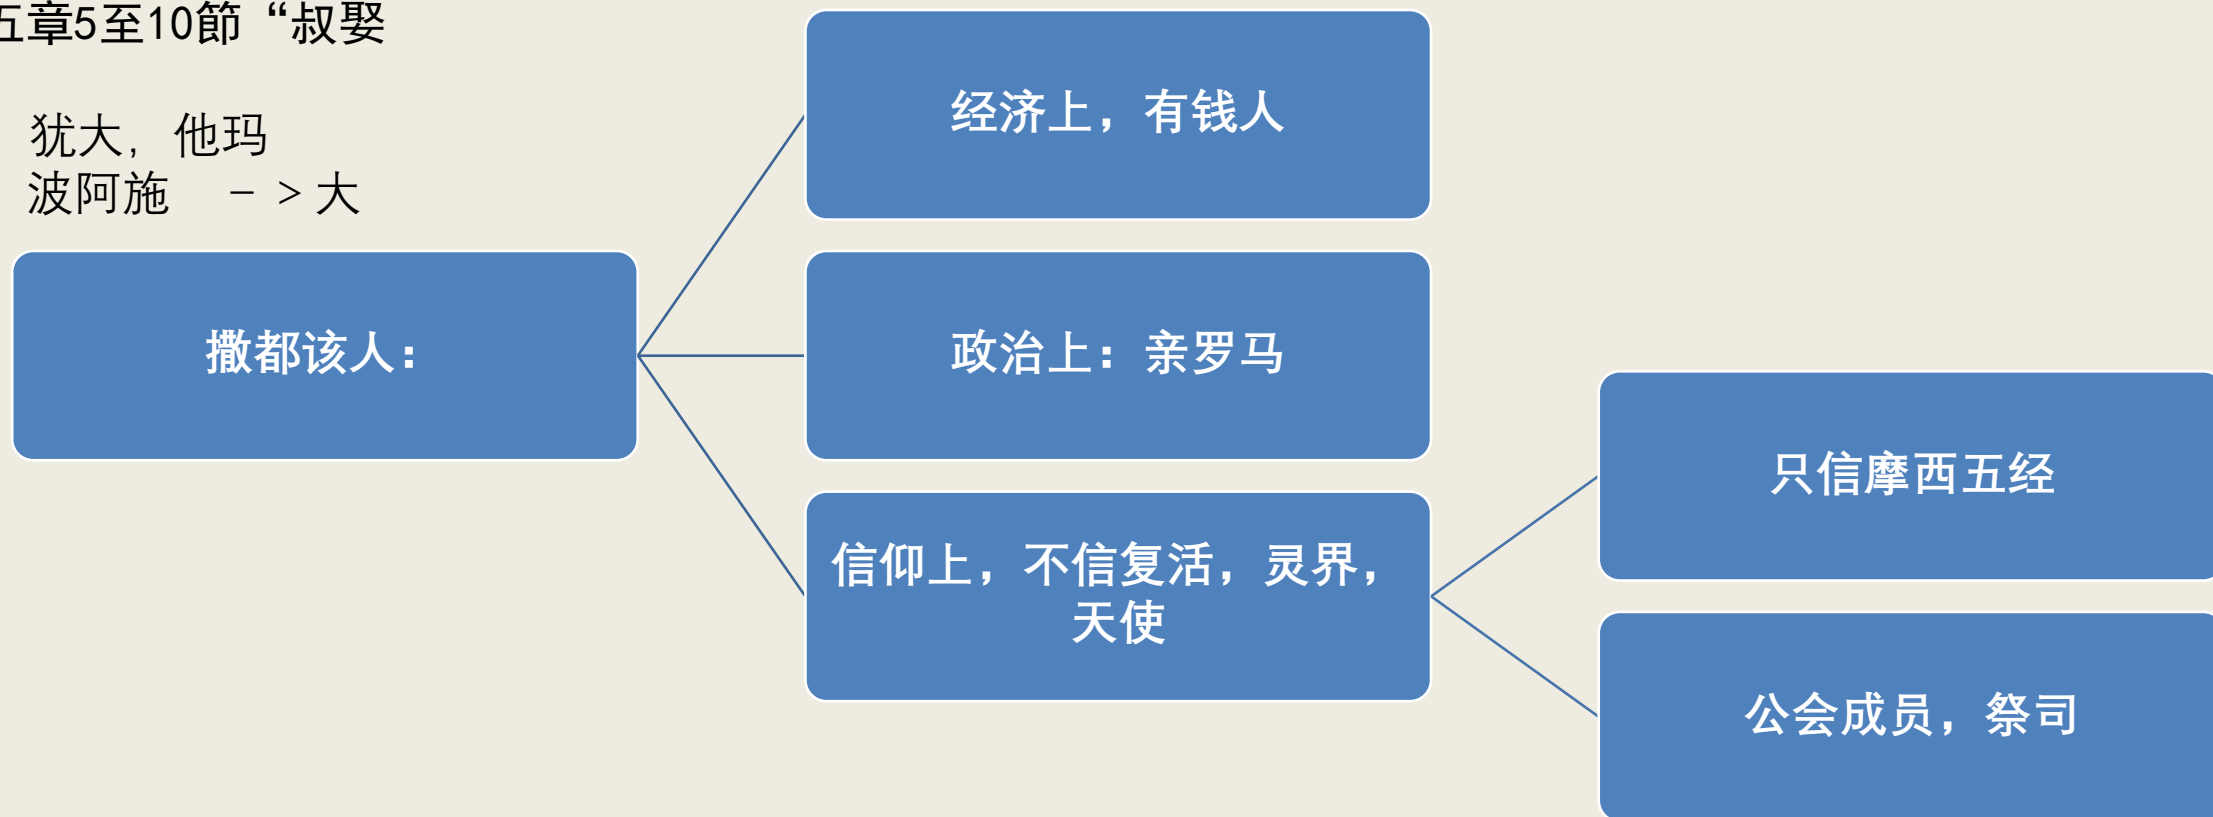 五章5至10節“叔娶
犹大，他玛
波阿施 －＞大
撒都该人：
经济上，有钱人
政治上：亲罗马
信仰上，不信复活，灵界，
天使
只信摩西五经
公会成员，祭司